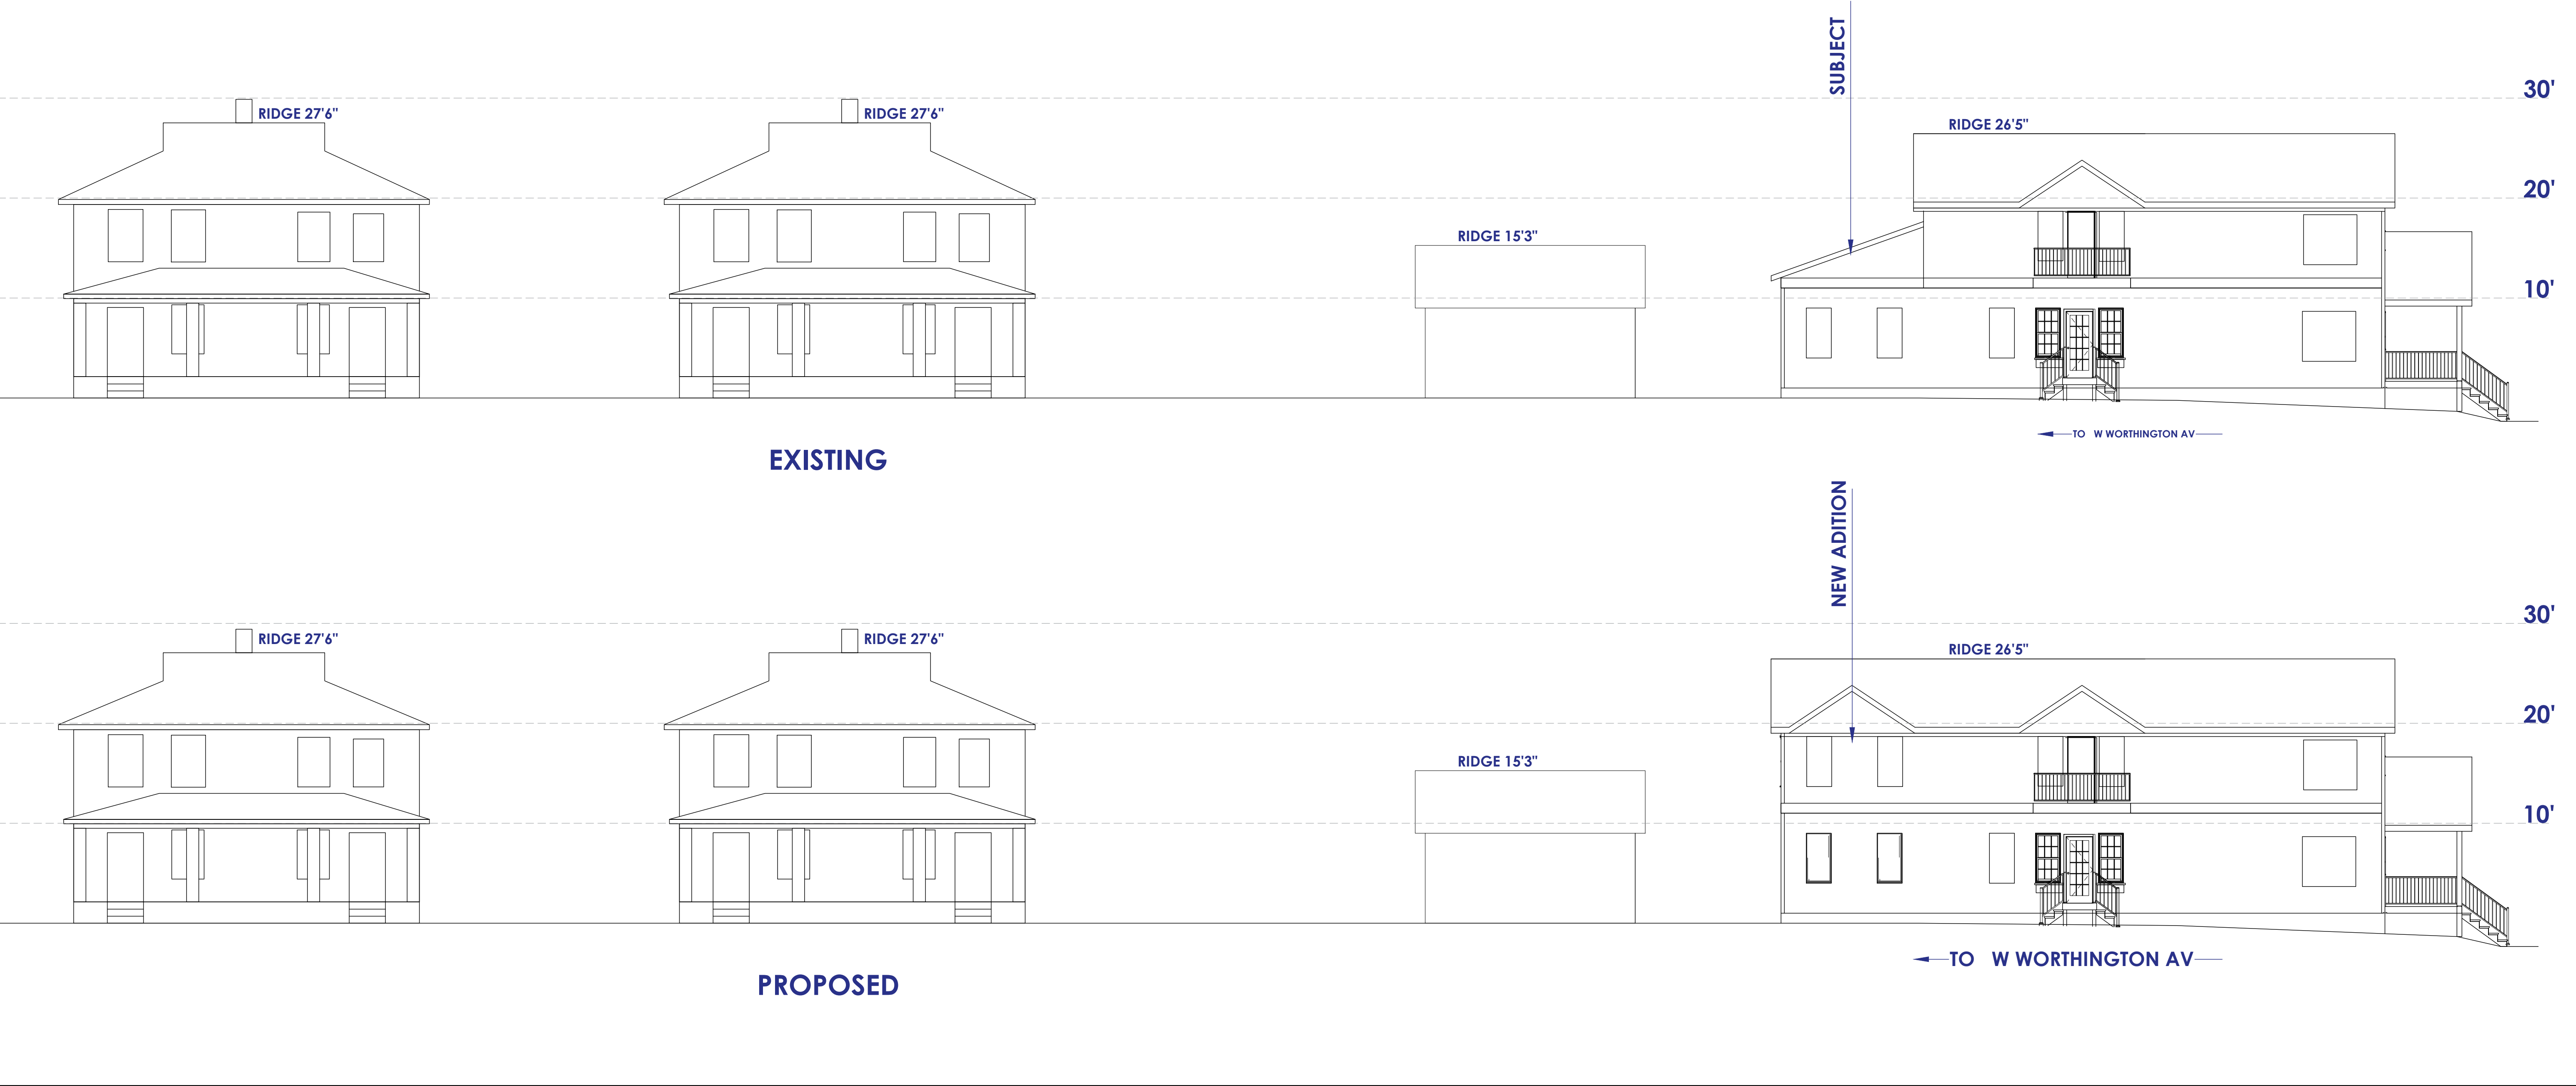 SUBJECT
30'
RIDGE 27'6"
RIDGE 27'6"
RIDGE 26'5"
20'
RIDGE 15'3"
10'
TO W WORTHINGTON AV
EXISTING
NEW ADITION
30'
RIDGE 27'6"
RIDGE 27'6"
RIDGE 26'5"
20'
RIDGE 15'3"
10'
TO W WORTHINGTON AV
PROPOSED